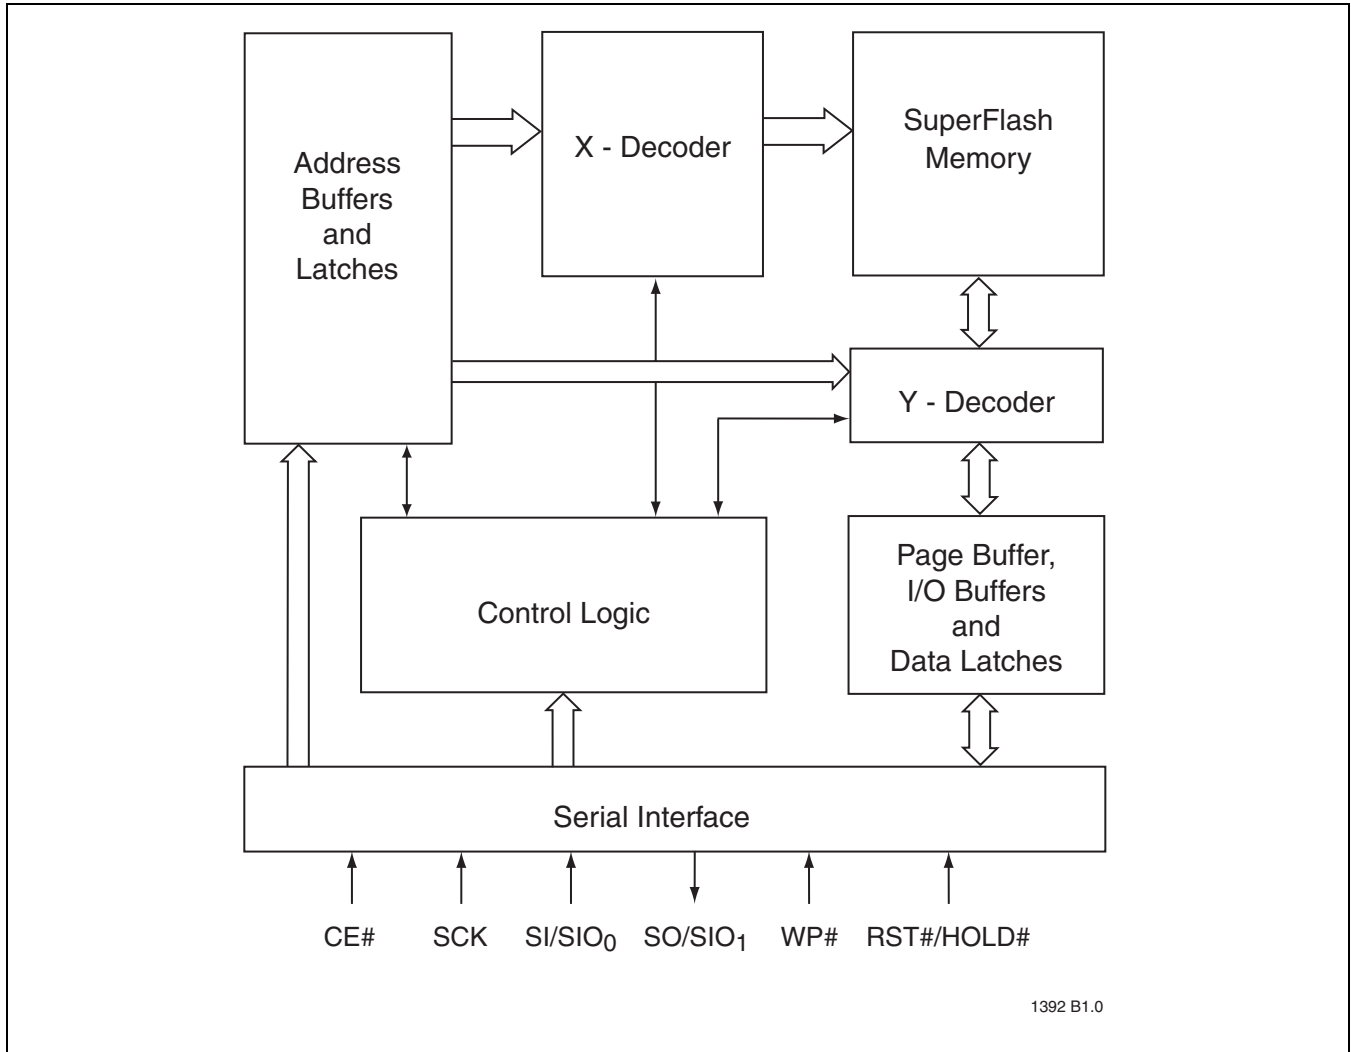 Address
Buffers
and
Latches
X - Decoder
SuperFlash
Memory
Y - Decoder
Control Logic
Page Buffer,
I/O Buffers
and
Data Latches
Serial Interface
CE# SCK SI/SIO0 SO/SIO1 WP# RST#/HOLD#
1392 B1.0